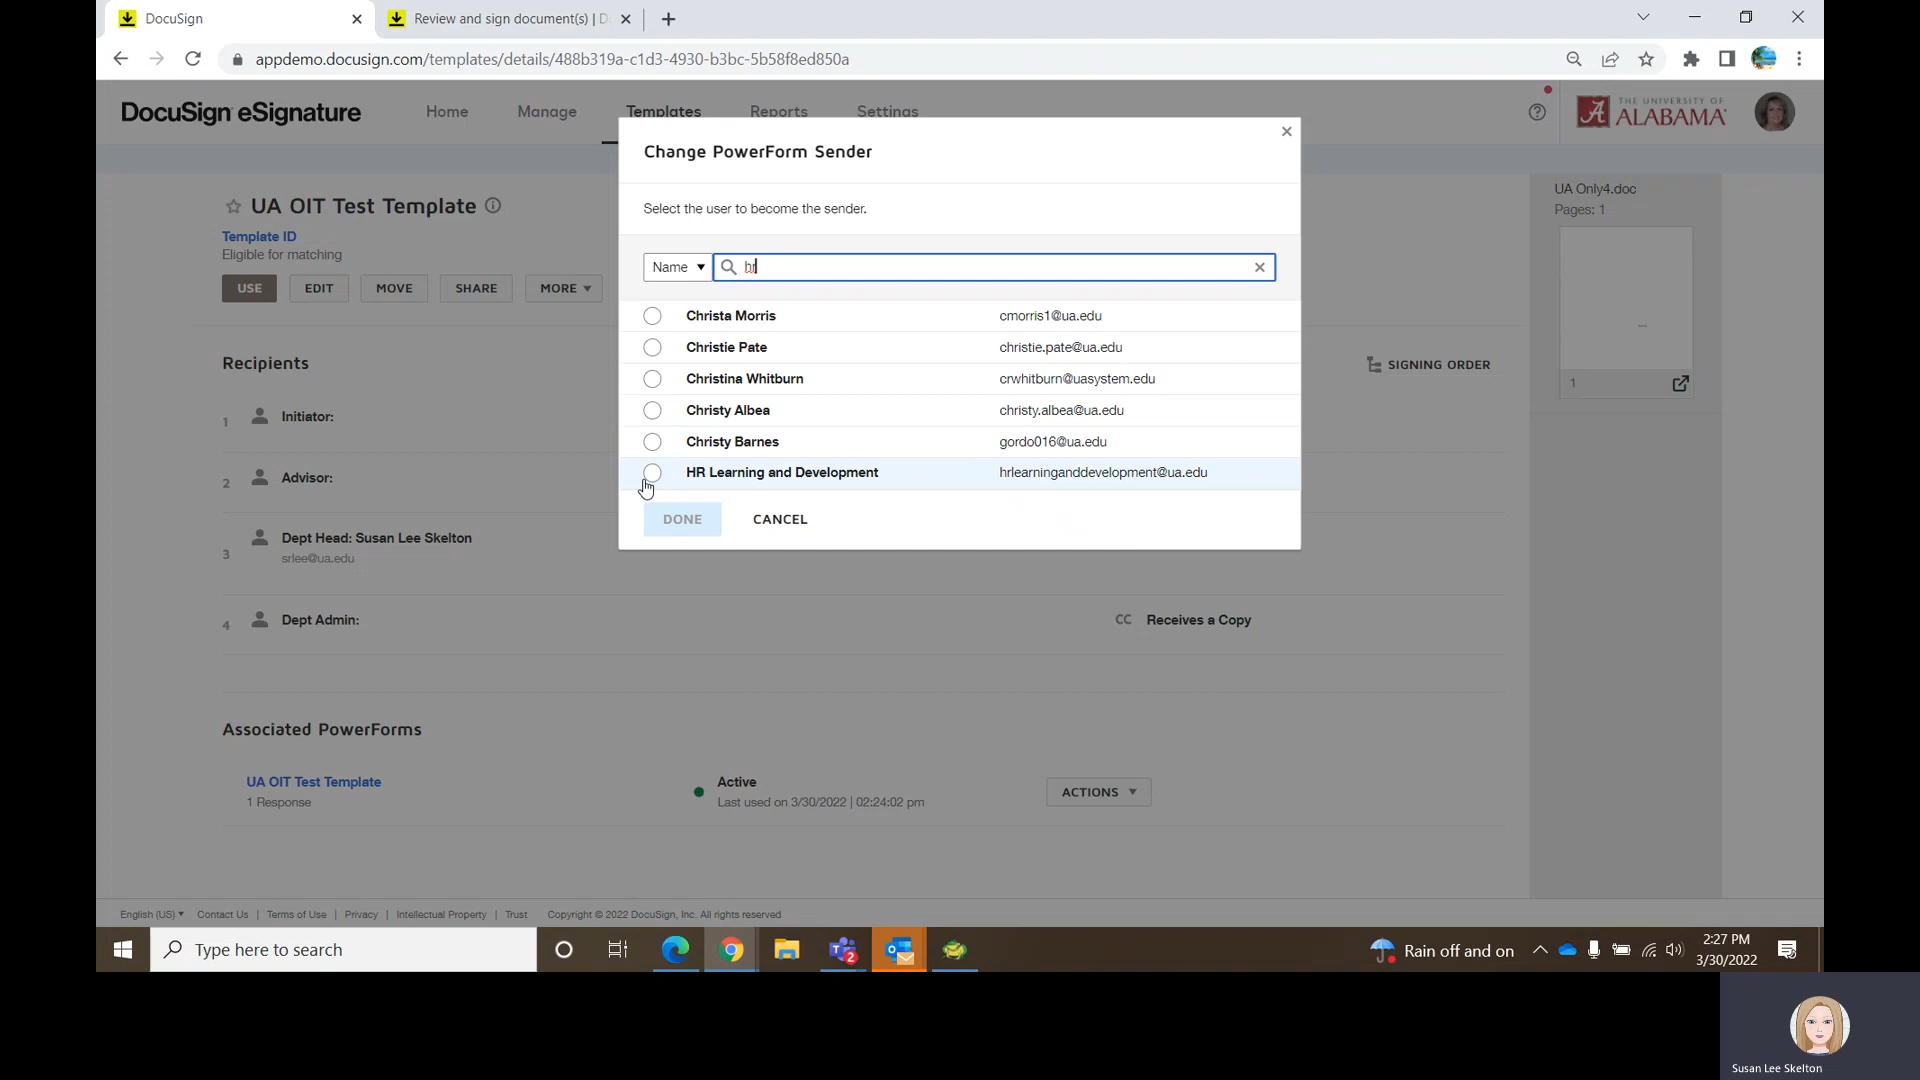 DocuSign
Review and sign document(s) | D
appdemo.docusign.com/templates/details/488b319a-c1d3-4930-b3bc-5b58f8ed850a
DocuSign eSignature
Home
Manage
Templates
Reports
Settings
THE UNIVERSITY OF
ALABAMA
UA OIT Test Template
Template ID
Eligible for matching
USE
EDIT
MOVE
SHARE
MORE
Recipients
SIGNING ORDER
1 Initiator:
2 Advisor:
3 Dept Head: Susan Lee Skelton
srlee@ua.edu
4 Dept Admin:
CC Receives a Copy
Associated PowerForms
UA OIT Test Template
1 Response
Active
Last used on 3/30/2022 | 02:24:02 pm
ACTIONS
UA Only4.doc
Pages: 1
1
Change PowerForm Sender
Select the user to become the sender.
Name
hr
Christa Morris cmorris1@ua.edu
Christie Pate christie.pate@ua.edu
Christina Whitburn crwhitburn@uasystem.edu
Christy Albea christy.albea@ua.edu
Christy Barnes gordo016@ua.edu
HR Learning and Development hrlearninganddevelopment@ua.edu
DONE
CANCEL
English (US) Contact Us | Terms of Use | Privacy | Intellectual Property | Trust Copyright © 2022 DocuSign, Inc. All rights reserved
Type here to search
2
Rain off and on
2:27 PM
3/30/2022
Susan Lee Skelton